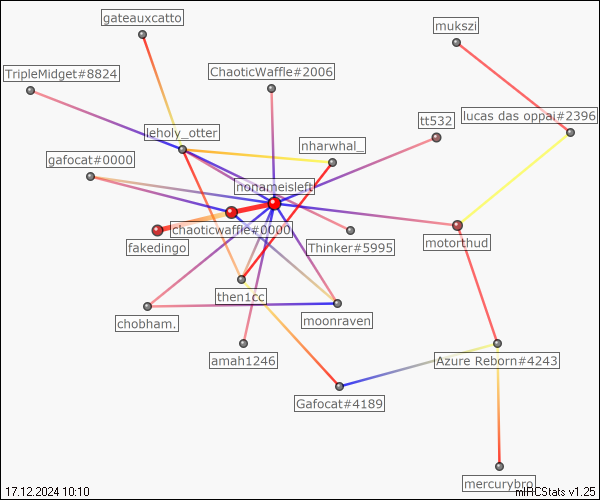 gateauxcatto
mukszi
TripleMidget#8824
ChaoticWaffle#2006
tt532
lucas das oppai#2396
leholy_otter
nharwhal_
gafocat#0000
nonameisleft
chaoticwaffle#0000
fakedingo
Thinker#5995
motorthud
then1cc
chobham.
moonraven
amah1246
Azure Reborn#4243
Gafocat#4189
mercurybro
17.12.2024 10:10
mIRCStats v1.25